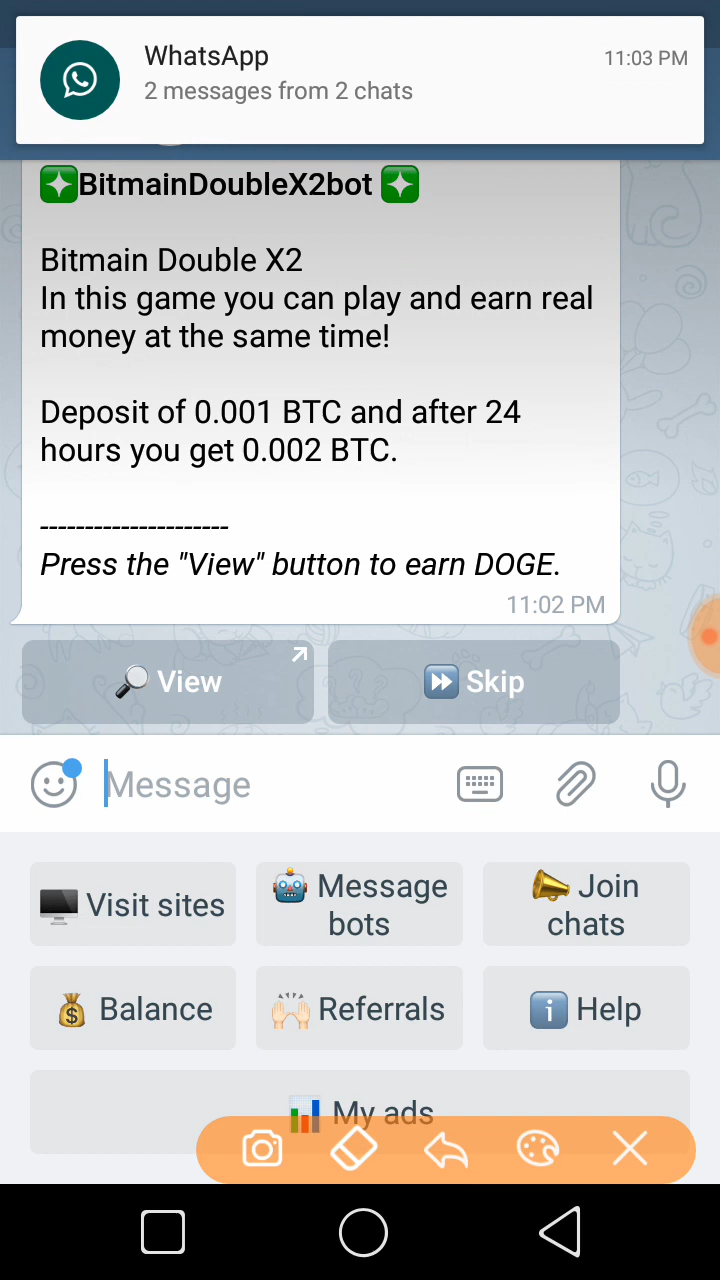 WhatsApp
11:03 PM
2 messages from 2 chats
BitmainDoubleX2bot
Bitmain Double X2
In this game you can play and earn real
money at the same time!
Deposit of 0.001 BTC and after 24
hours you get 0.002 BTC.
---------------------
Press the "View" button to earn DOGE.
11:02 PM
View
Skip
Message
Visit sites
Message
bots
Join
chats
Balance
Referrals
Help
My ads